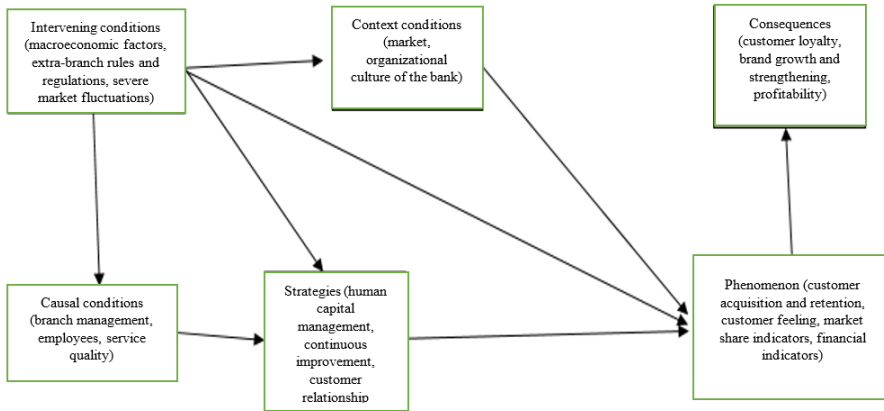 Intervening conditions
(macroeconomic factors,
extra-branch rules and
regulations, severe
market fluctuations)
Context conditions
(market,
organizational
culture of the bank)
Consequences
(customer loyalty,
brand growth and
strengthening,
profitability)
Causal conditions
(branch management,
employees, service
quality)
Strategies (human
capital
management,
continuous
improvement,
customer
relationship
Phenomenon (customer
acquisition and retention,
customer feeling, market
share indicators, financial
indicators)